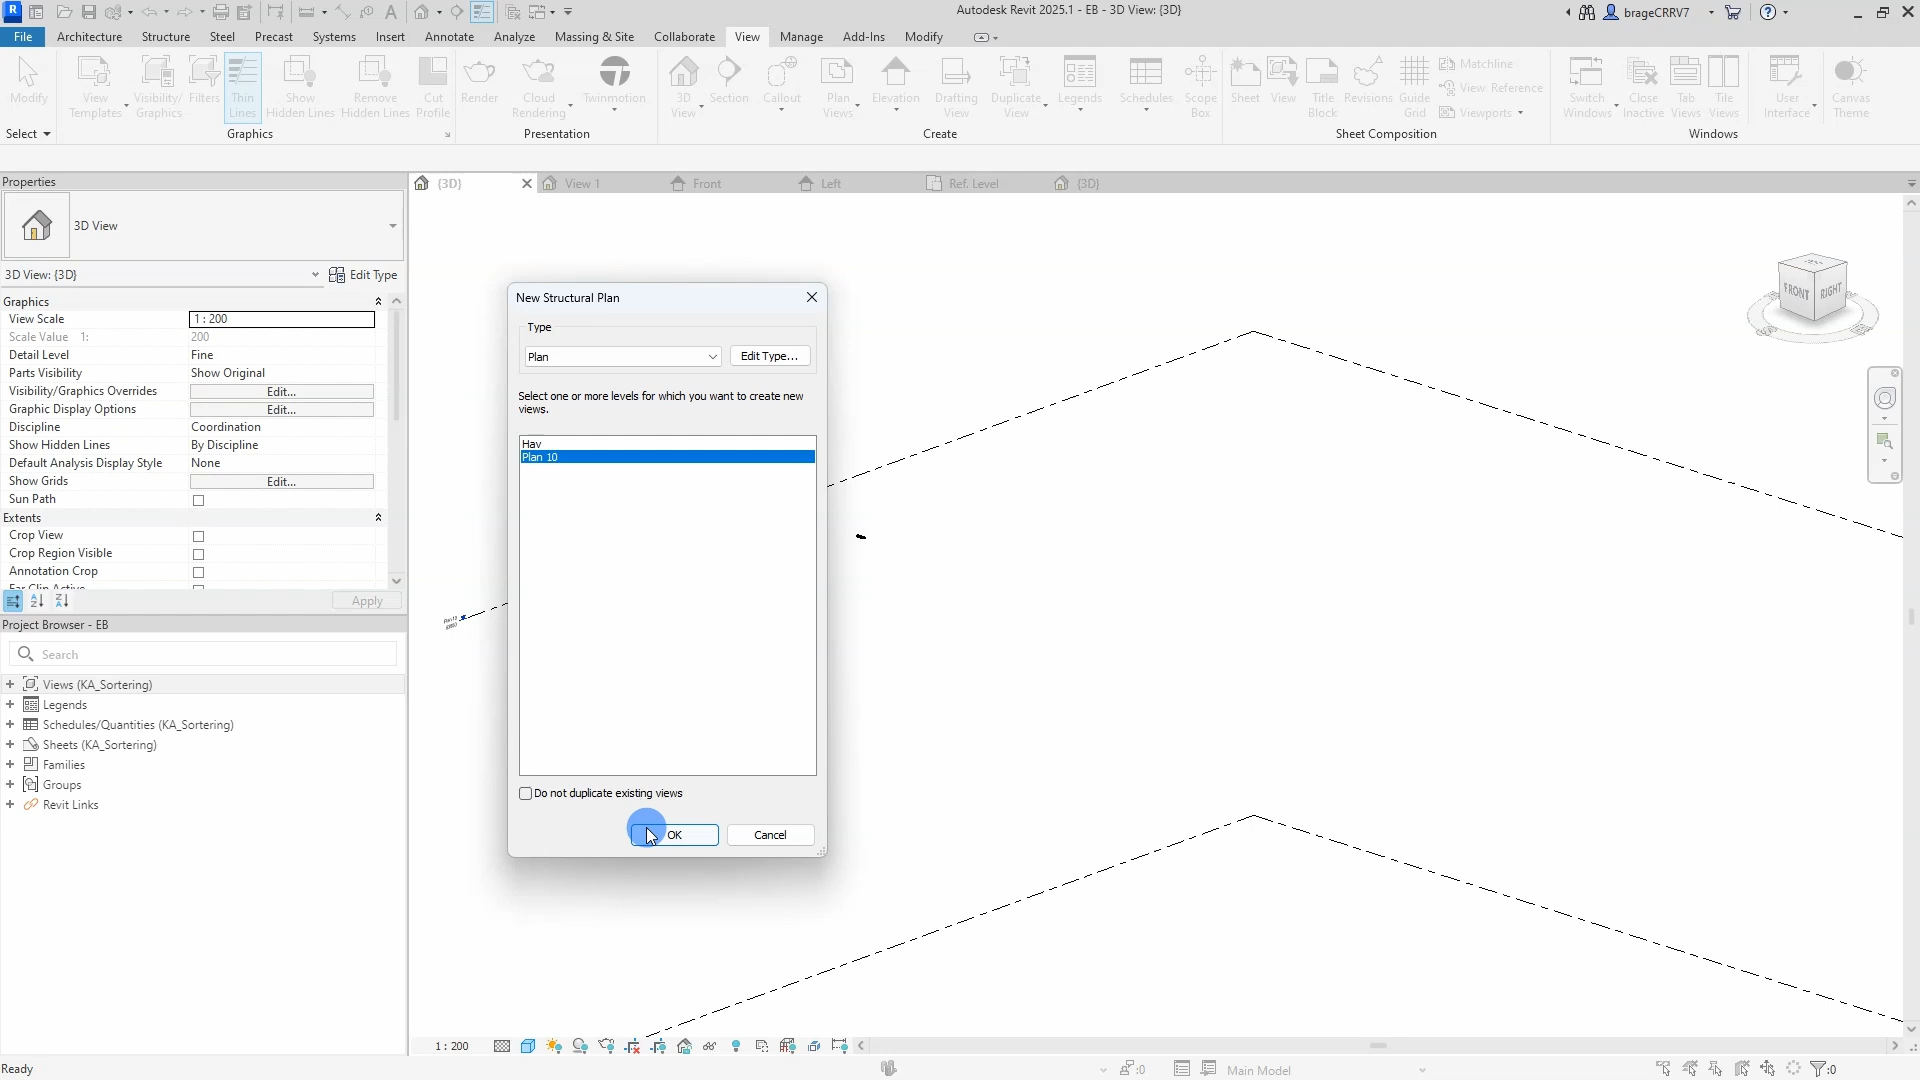 Autodesk Revit 2025.1 - EB - 3D View: {3D}
brageCRRV7
File Architecture Structure Steel Precast Systems Insert Annotate Analyze Massing & Site Collaborate View Manage Add-Ins Modify
Modify
View Templates
Visibility/ Graphics
Filters
Thin Lines
Show Hidden Lines
Remove Hidden Lines
Cut Profile
Render
Cloud Rendering
Twinmotion
3D View
Section
Callout
Plan Views
Elevation
Drafting View
Duplicate View
Legends
Schedules
Scope Box
Sheet
View
Title Block
Revisions
Guide Grid
Matchline
View Reference
Viewports
Switch Windows
Close Inactive
Tab Views
Tile Views
User Interface
Canvas Theme
Select Graphics Presentation Create Sheet Composition Windows
Properties
{3D} View 1 Front Left Ref. Level {3D}
3D View
3D View: {3D} Edit Type
Graphics
View Scale 1 : 200
Scale Value 1: 200
Detail Level Fine
Parts Visibility Show Original
Visibility/Graphics Overrides Edit...
Graphic Display Options Edit...
Discipline Coordination
Show Hidden Lines By Discipline
Default Analysis Display Style None
Show Grids Edit...
Sun Path
Extents
Crop View
Crop Region Visible
Annotation Crop
Far Clip Active
Apply
Project Browser - EB
Search
Views (KA_Sortering)
Legends
Schedules/Quantities (KA_Sortering)
Sheets (KA_Sortering)
Families
Groups
Revit Links
New Structural Plan
Type
Plan Edit Type...
Select one or more levels for which you want to create new
views.
Hav
Plan 10
Do not duplicate existing views
OK Cancel
FRONT RIGHT
1 : 200
Ready :0 Main Model :0